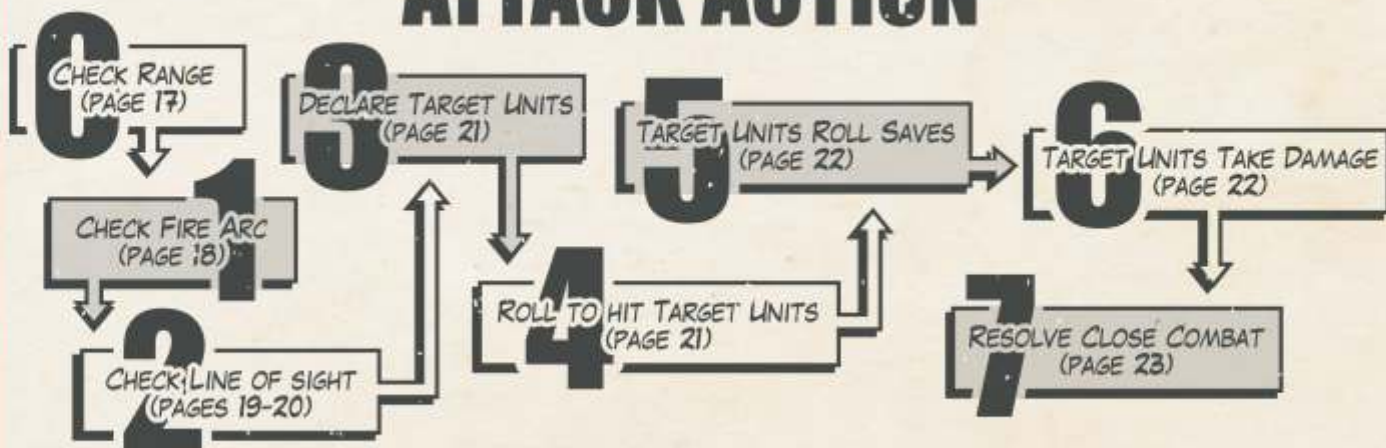 ATTACK ACTION
0
CHECK RANGE
(PAGE 17)
1
CHECK FIRE ARC
(PAGE 18)
2
CHECK LINE OF SIGHT
(PAGES 19-20)
3
DECLARE TARGET UNITS
(PAGE 21)
4
ROLL TO HIT TARGET UNITS
(PAGE 21)
5
TARGET UNITS ROLL SAVES
(PAGE 22)
6
TARGET UNITS TAKE DAMAGE
(PAGE 22)
7
RESOLVE CLOSE COMBAT
(PAGE 23)